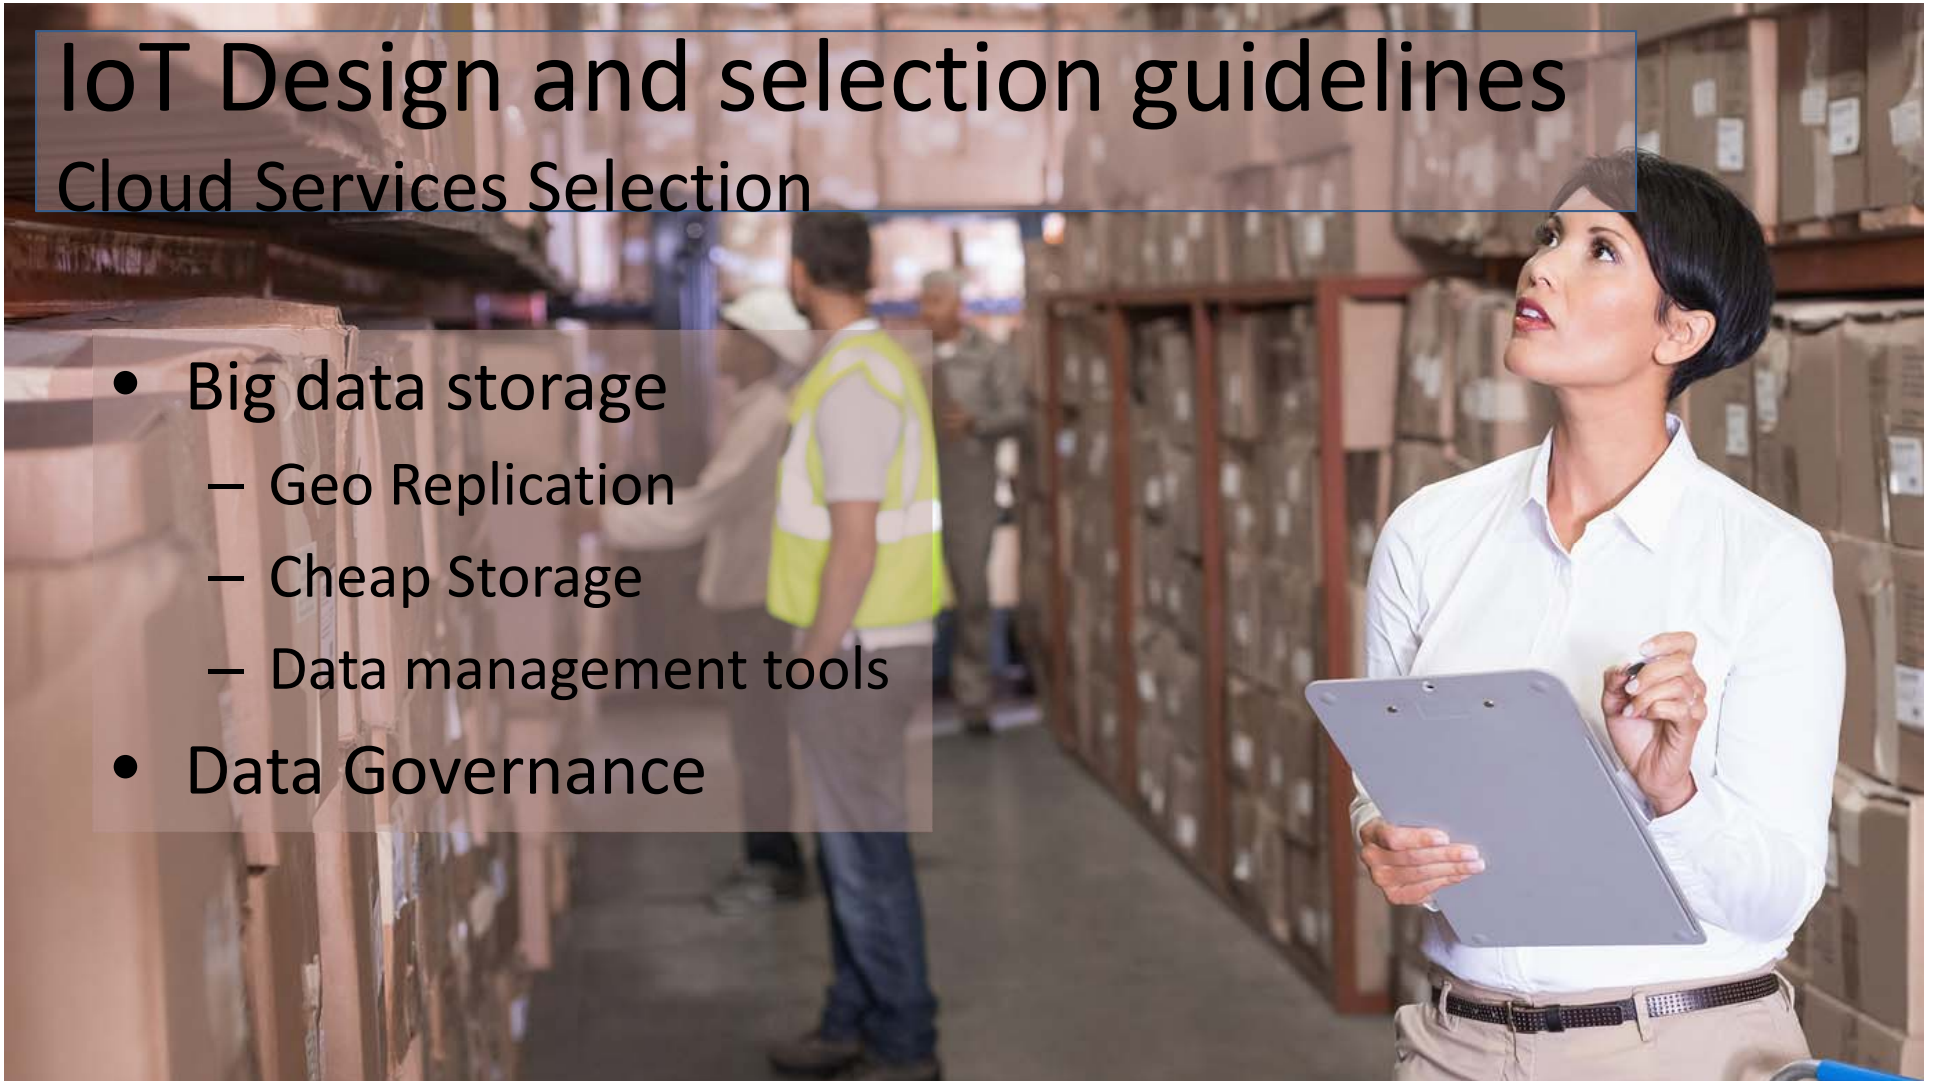 IoT Design and selection guidelines
Cloud Services Selection
• Big data storage
– Geo Replication
– Cheap Storage
– Data management tools
• Data Governance